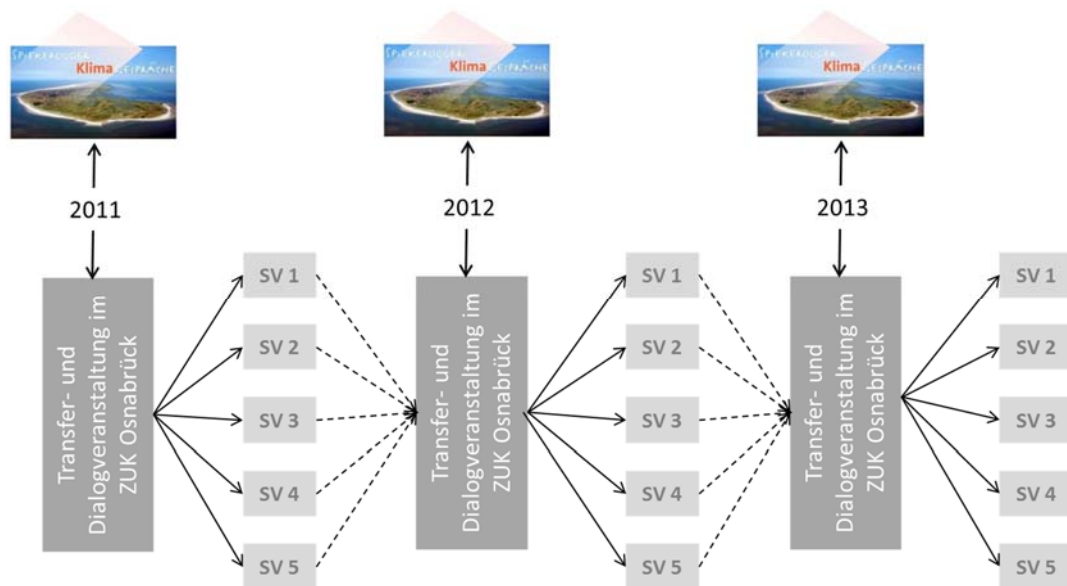 SPIEKEROOGER
Klima GESPRÄCHE
SPIEKEROOGER
Klima GESPRÄCHE
SPIEKEROOGER
Klima GESPRÄCHE
2011
2012
2013
Transfer- und
Dialogveranstaltung im
ZUK Osnabrück
SV 1
SV 2
SV 3
SV 4
SV 5
Transfer- und
Dialogveranstaltung im
ZUK Osnabrück
SV 1
SV 2
SV 3
SV 4
SV 5
Transfer- und
Dialogveranstaltung im
ZUK Osnabrück
SV 1
SV 2
SV 3
SV 4
SV 5